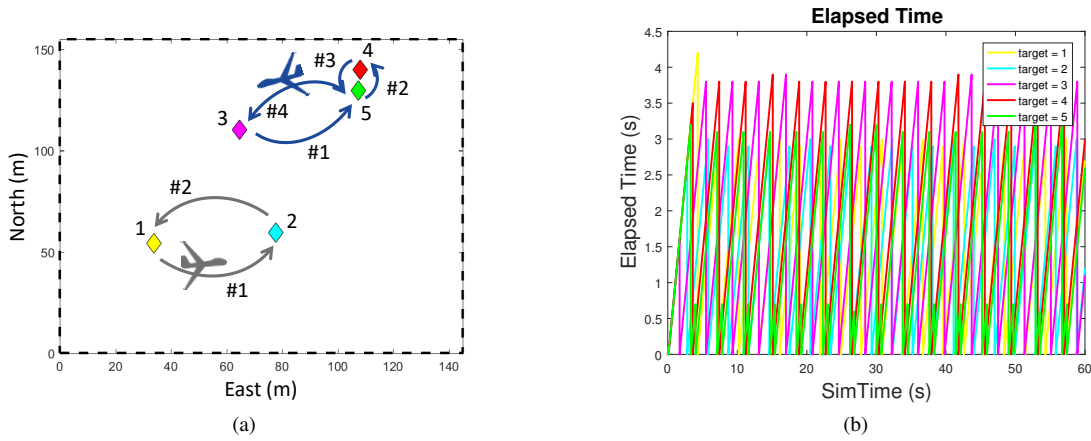 Elapsed Time
150
100
50
0
North (m)
0 20 40 60 80 100 120 140
East (m)
#3
4
#2
5
#4
3
#1
#2
1
2
#1
4.5
4
3.5
3
2.5
2
1.5
1
0.5
0
Elapsed Time (s)
target = 1
target = 2
target = 3
target = 4
target = 5
0 10 20 30 40 50 60
SimTime (s)
(a)
(b)